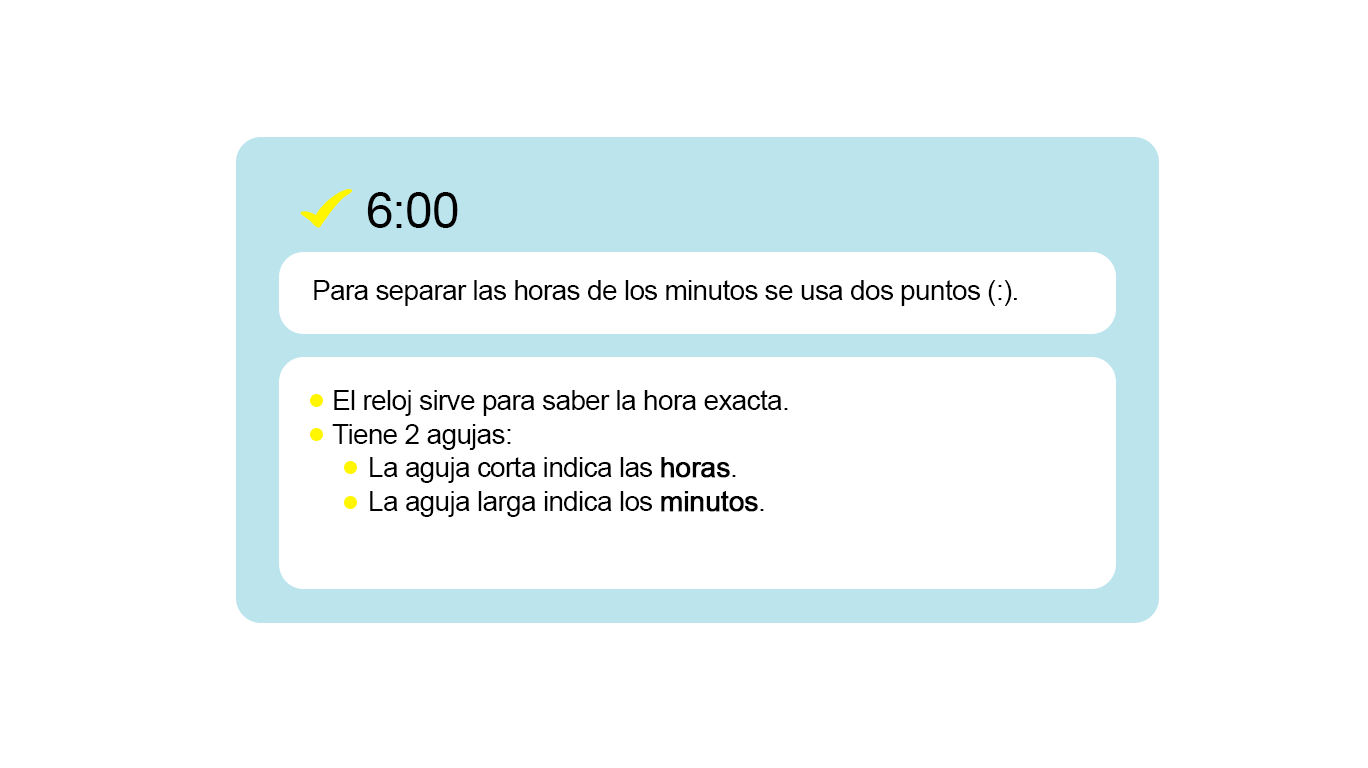 6:00
Para separar las horas de los minutos se usa dos puntos (:).
El reloj sirve para saber la hora exacta.
Tiene 2 agujas:
La aguja corta indica las horas.
La aguja larga indica los minutos.